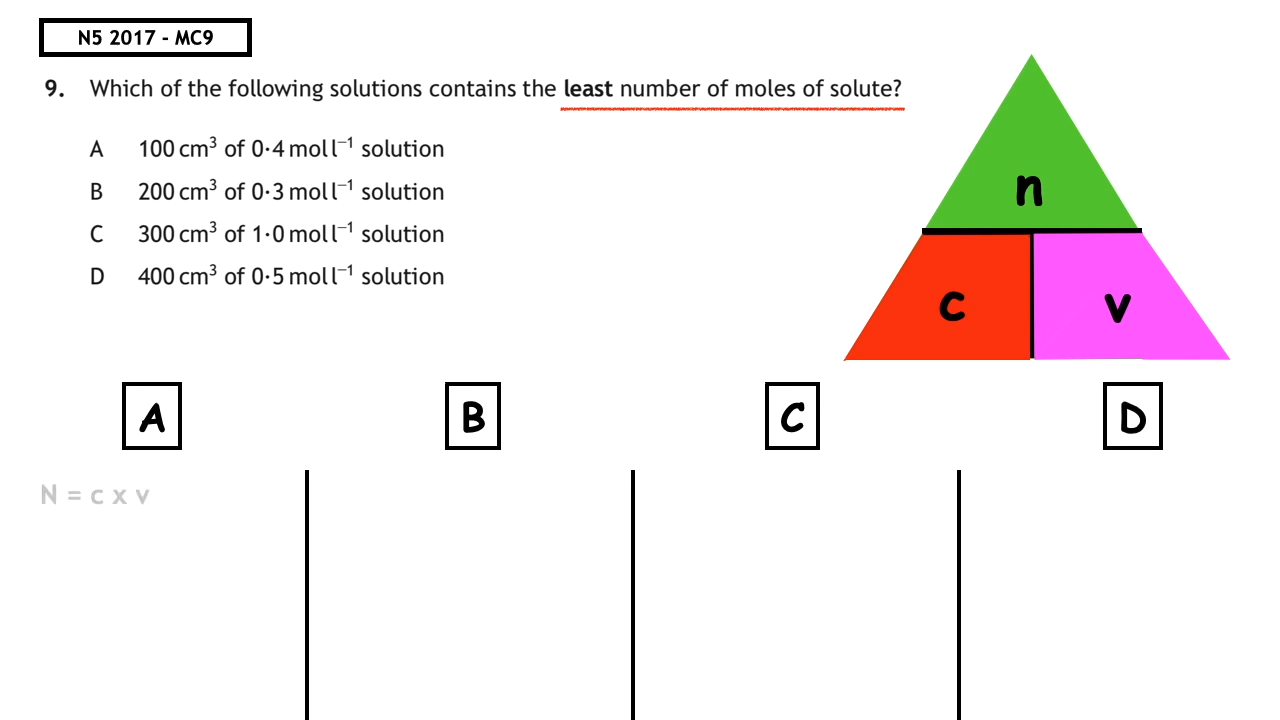 N5 2017 - MC9
9. Which of the following solutions contains the least number of moles of solute?
A 100 cm³ of 0·4 mol l⁻¹ solution
B 200 cm³ of 0·3 mol l⁻¹ solution
C 300 cm³ of 1·0 mol l⁻¹ solution
D 400 cm³ of 0·5 mol l⁻¹ solution
n
c v
A B C D
N = c x v